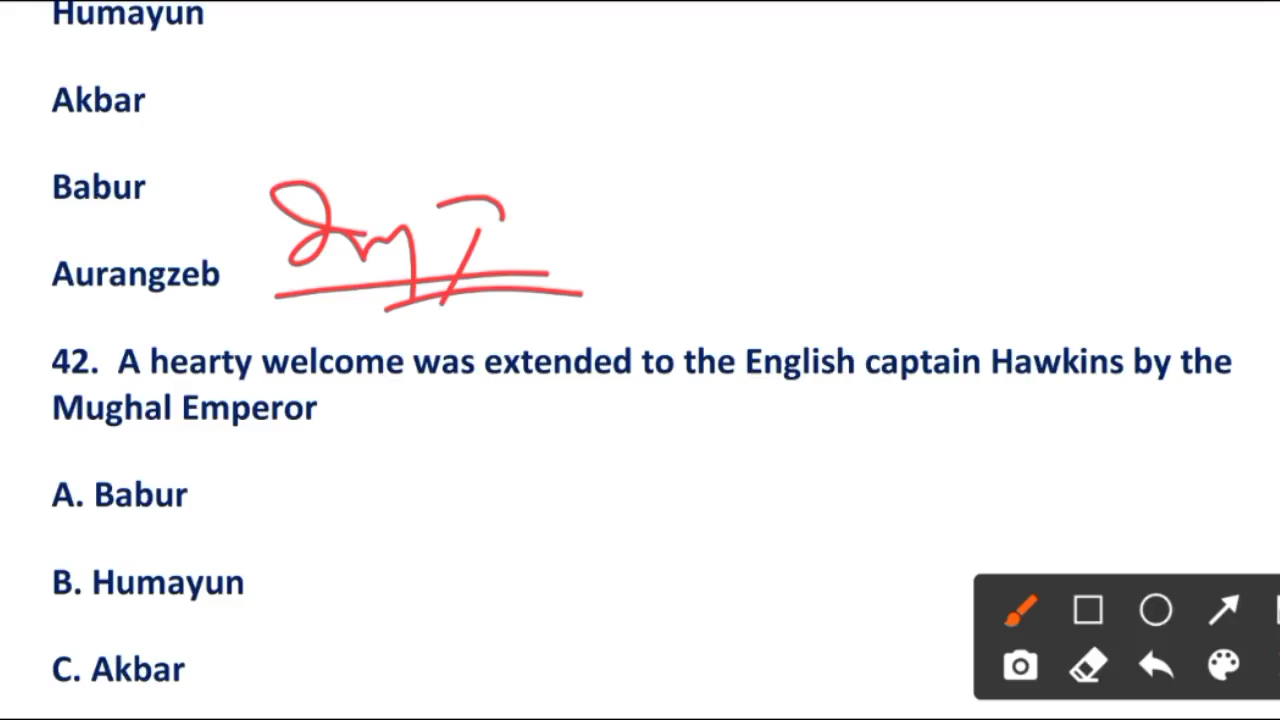 Humayun
Akbar
Babur
Aurangzeb
42. A hearty welcome was extended to the English captain Hawkins by the
Mughal Emperor
A. Babur
B. Humayun
C. Akbar